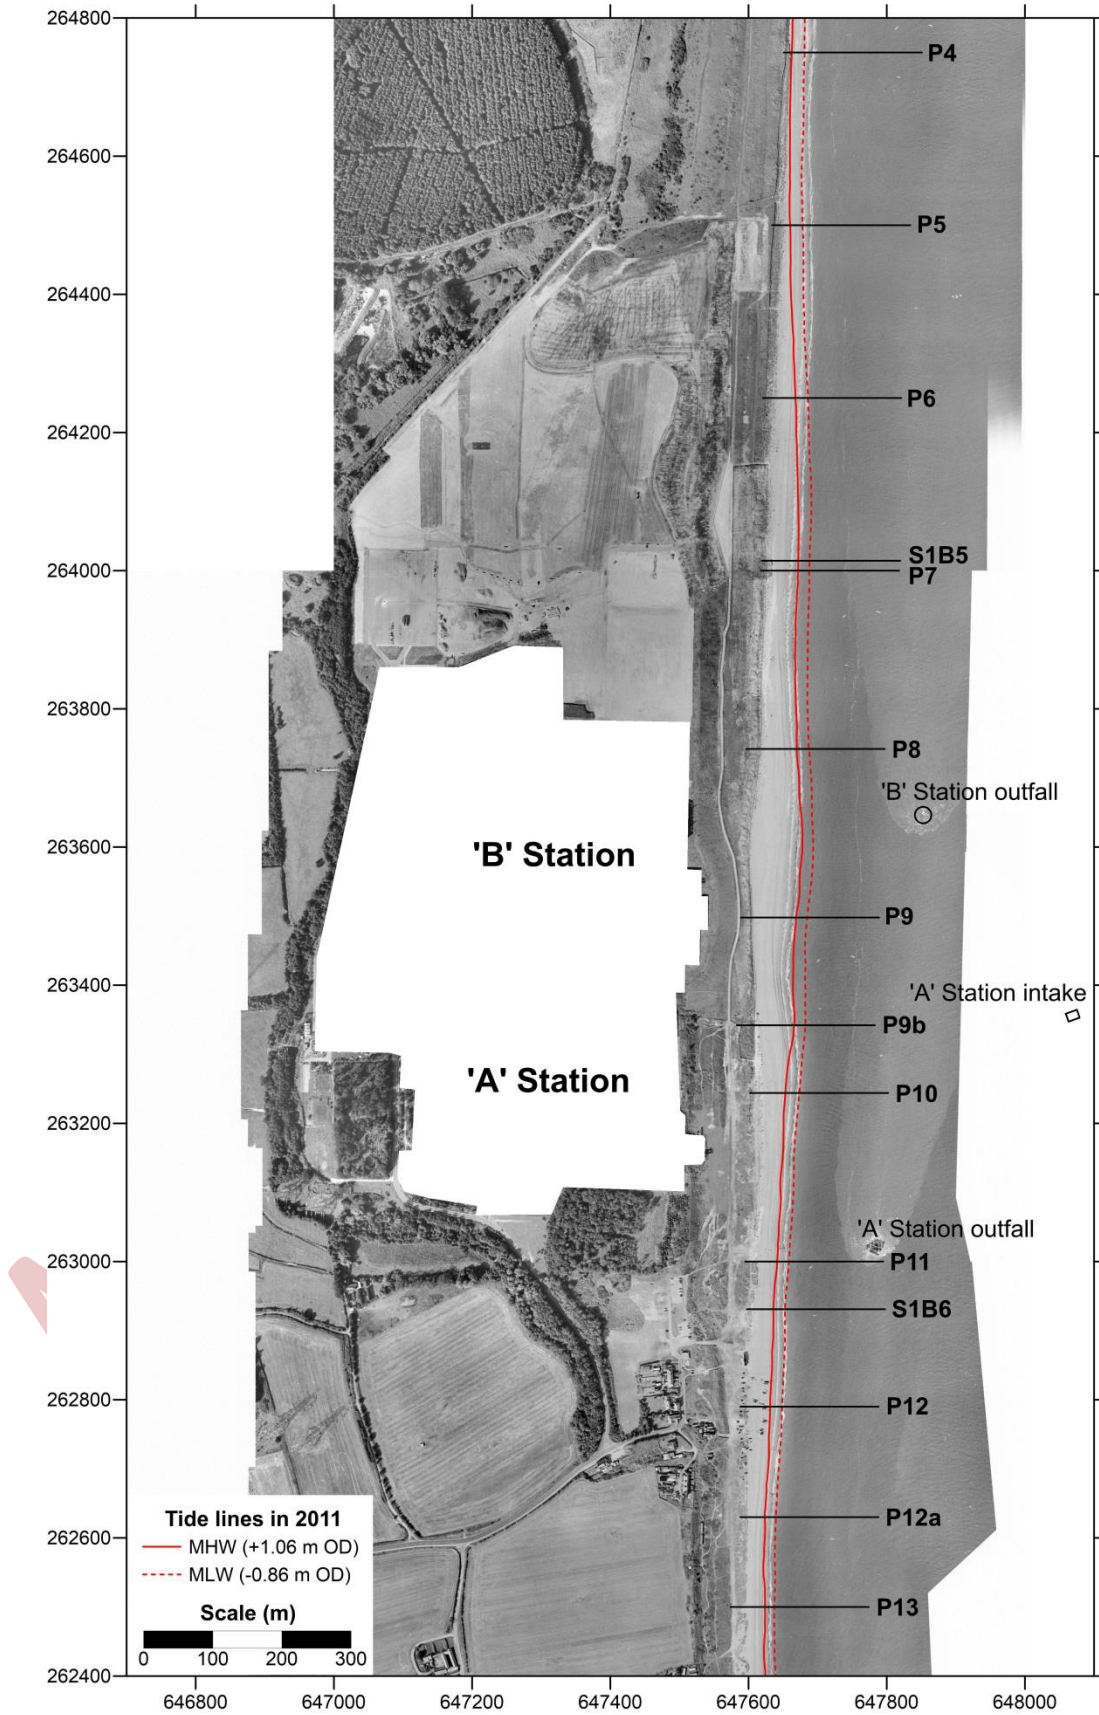 264800
P4
264600
P5
264400
P6
264200
S1B5
264000
P7
263800
P8
'B' Station outfall
263600
'B' Station
P9
263400
'A' Station intake
P9b
'A' Station
P10
263200
'A' Station outfall
263000
P11
S1B6
262800
P12
P12a
262600
P13
262400
Tide lines in 2011
MHW (+1.06 m OD)
MLW (-0.86 m OD)
Scale (m)
0 100 200 300
646800 647000 647200 647400 647600 647800 648000